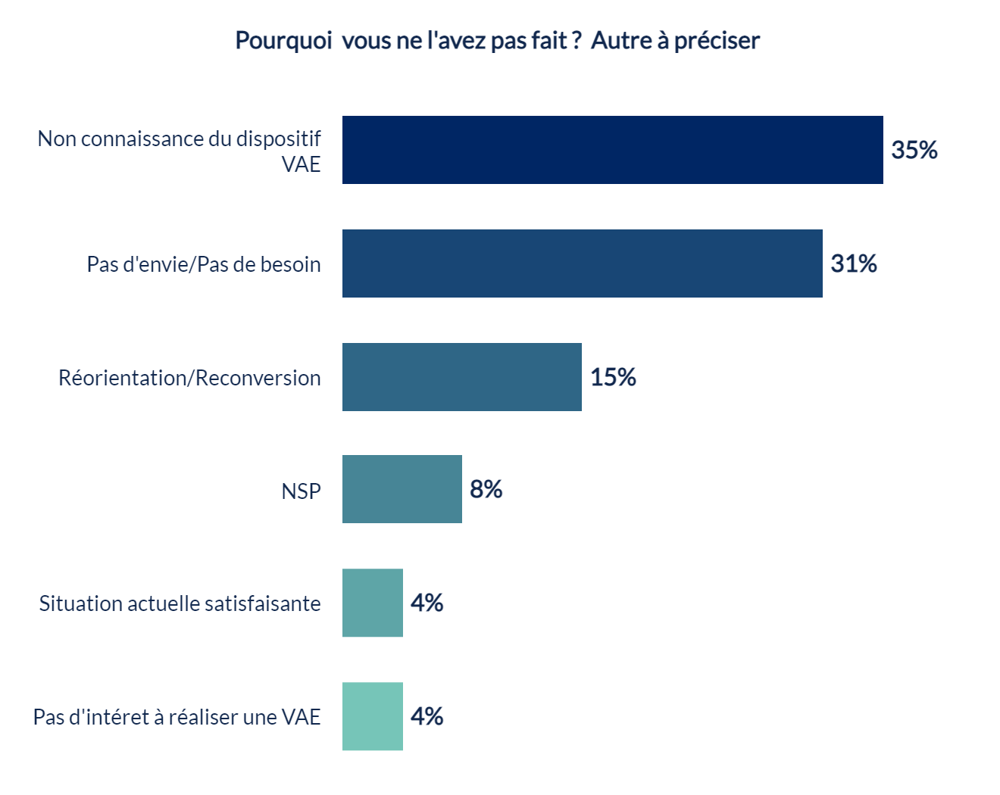 Pourquoi  vous ne l'avez pas fait ?  Autre à préciser
Non connaissance du dispositif
VAE
35%
Pas d'envie/Pas de besoin
31%
Réorientation/Reconversion
15%
NSP
8%
Situation actuelle satisfaisante
4%
Pas d'intéret à réaliser une VAE
4%